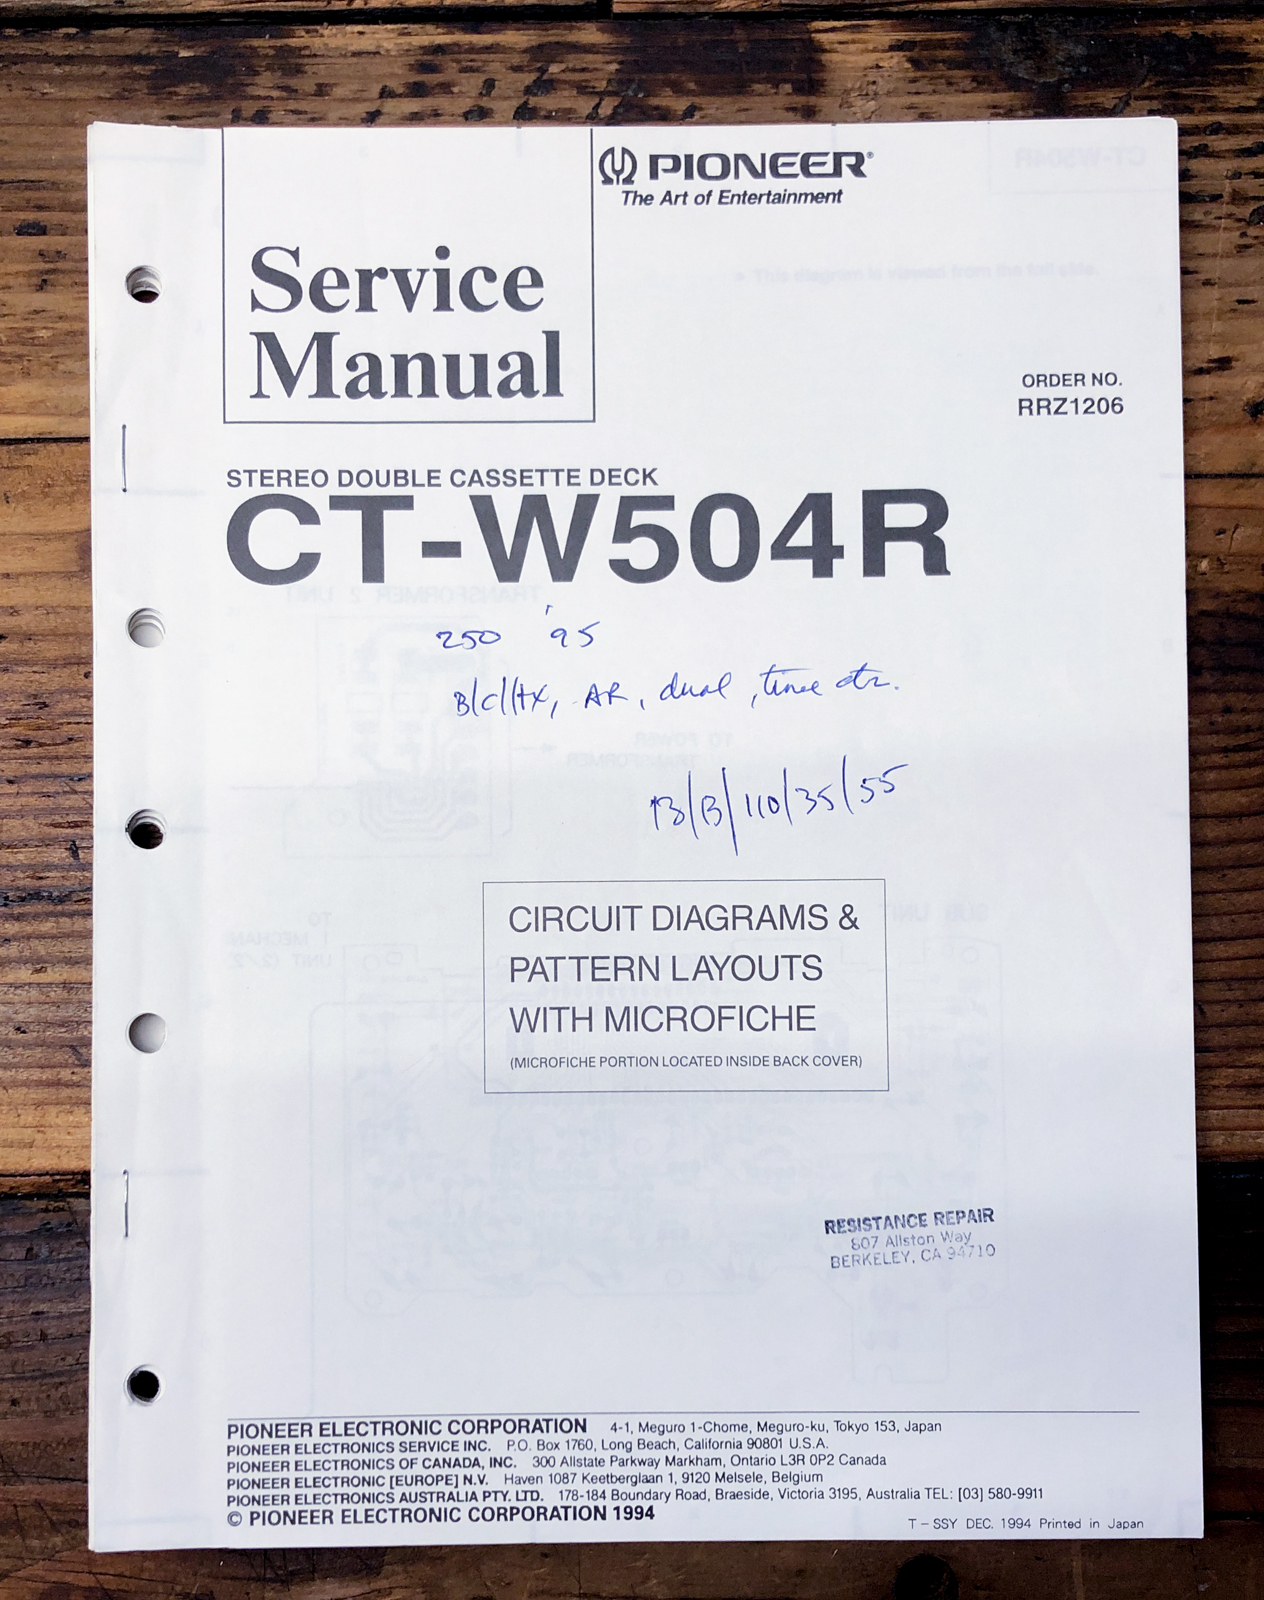 PIONEER®
The Art of Entertainment
Service
Manual
ORDER NO.
RRZ1206
STEREO DOUBLE CASSETTE DECK
CT-W504R
250 '95
B/C/HX, AR, dual, time ctr.
13/13/110/35/55
CIRCUIT DIAGRAMS &
PATTERN LAYOUTS
WITH MICROFICHE
(MICROFICHE PORTION LOCATED INSIDE BACK COVER)
RESISTANCE REPAIR
807 Allston Way
BERKELEY, CA 94710
PIONEER ELECTRONIC CORPORATION 4-1, Meguro 1-Chome, Meguro-ku, Tokyo 153, Japan
PIONEER ELECTRONICS SERVICE INC. P.O. Box 1760, Long Beach, California 90801 U.S.A.
PIONEER ELECTRONICS OF CANADA, INC. 300 Allstate Parkway Markham, Ontario L3R 0P2 Canada
PIONEER ELECTRONIC [EUROPE] N.V. Haven 1087 Keetberglaan 1, 9120 Melsele, Belgium
PIONEER ELECTRONICS AUSTRALIA PTY. LTD. 178-184 Boundary Road, Braeside, Victoria 3195, Australia TEL: [03] 580-9911
© PIONEER ELECTRONIC CORPORATION 1994
T – SSY DEC. 1994 Printed in Japan